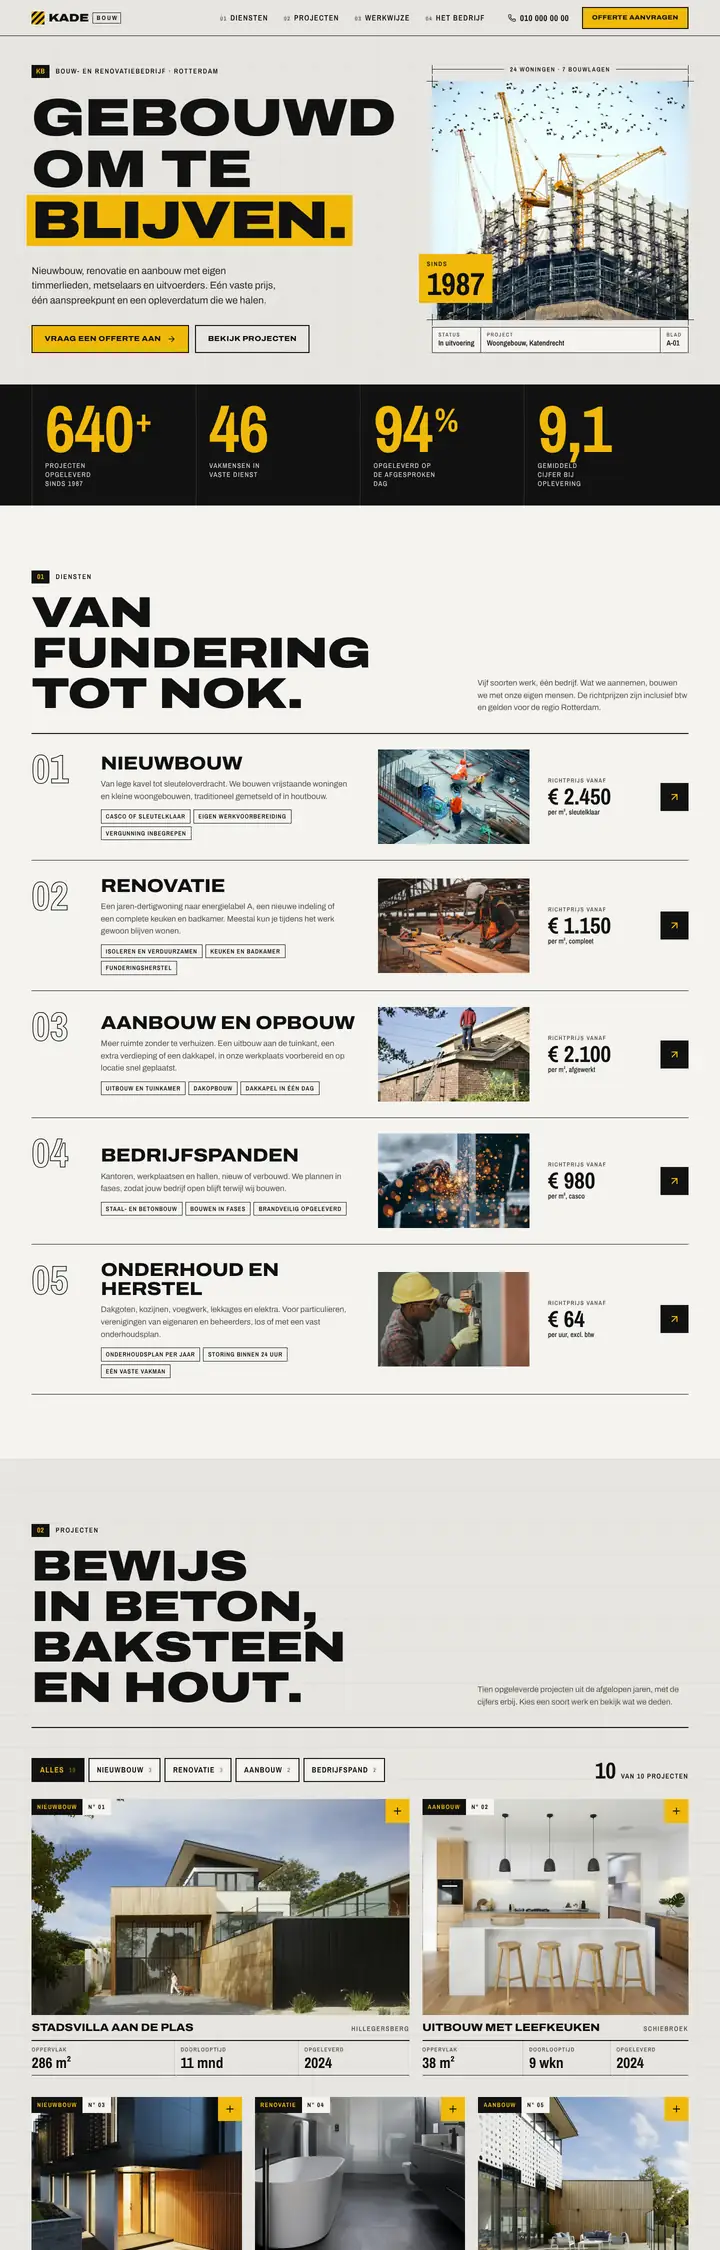 KADE BOUW
01 DIENSTEN 02 PROJECTEN 03 WERKWIJZE 04 HET BEDRIJF 010 000 00 00 OFFERTE AANVRAGEN
KB BOUW- EN RENOVATIEBEDRIJF · ROTTERDAM
GEBOUWD
OM TE
BLIJVEN.
Nieuwbouw, renovatie en aanbouw met eigen
timmerlieden, metselaars en uitvoerders. Eén vaste prijs,
één aanspreekpunt en een opleverdatum die we halen.
VRAAG EEN OFFERTE AAN
BEKIJK PROJECTEN
24 WONINGEN · 7 BOUWLAGEN
SINDS
1987
STATUS
In uitvoering
PROJECT
Woongebouw, Katendrecht
BLAD
A-01
640+
PROJECTEN
OPGELEVERD
SINDS 1987
46
VAKMENSEN IN
VASTE DIENST
94%
OPGELEVERD OP
DE AFGESPROKEN
DAG
9,1
GEMIDDELD
CIJFER BIJ
OPLEVERING
01 DIENSTEN
VAN
FUNDERING
TOT NOK.
Vijf soorten werk, één bedrijf. Wat we aannemen, bouwen
we met onze eigen mensen. De richtprijzen zijn inclusief btw
en gelden voor de regio Rotterdam.
01
NIEUWBOUW
Van lege kavel tot sleuteloverdracht. We bouwen vrijstaande woningen
en kleine woongebouwen, traditioneel gemetseld of in houtbouw.
CASCO OF SLEUTELKLAAR
EIGEN WERKVOORBEREIDING
VERGUNNING INBEGREPEN
RICHTPRIJS VANAF
€ 2.450
per m², sleutelklaar
02
RENOVATIE
Een jaren-dertigwoning naar energielabel A, een nieuwe indeling of
een complete keuken en badkamer. Meestal kun je tijdens het werk
gewoon blijven wonen.
ISOLEREN EN VERDUURZAMEN
KEUKEN EN BADKAMER
FUNDERINGSHERSTEL
RICHTPRIJS VANAF
€ 1.150
per m², compleet
03
AANBOUW EN OPBOUW
Meer ruimte zonder te verhuizen. Een uitbouw aan de tuinkant, een
extra verdieping of een dakkapel, in onze werkplaats voorbereid en op
locatie snel geplaatst.
UITBOUW EN TUINKAMER
DAKOPBOUW
DAKKAPEL IN ÉÉN DAG
RICHTPRIJS VANAF
€ 2.100
per m², afgewerkt
04
BEDRIJFSPANDEN
Kantoren, werkplaatsen en hallen, nieuw of verbouwd. We plannen in
fases, zodat jouw bedrijf open blijft terwijl wij bouwen.
STAAL- EN BETONBOUW
BOUWEN IN FASES
BRANDVEILIG OPGELEVERD
RICHTPRIJS VANAF
€ 980
per m², casco
05
ONDERHOUD EN
HERSTEL
Dakgoten, kozijnen, voegwerk, lekkages en elektra. Voor particulieren,
verenigingen van eigenaren en beheerders, los of met een vast
onderhoudsplan.
ONDERHOUDSPLAN PER JAAR
STORING BINNEN 24 UUR
EÉN VASTE VAKMAN
RICHTPRIJS VANAF
€ 64
per uur, excl. btw
02 PROJECTEN
BEWIJS
IN BETON,
BAKSTEEN
EN HOUT.
Tien opgeleverde projecten uit de afgelopen jaren, met de
cijfers erbij. Kies een soort werk en bekijk wat we deden.
ALLES 10
NIEUWBOUW 3
RENOVATIE 3
AANBOUW 2
BEDRIJFSPAND 2
10 VAN 10 PROJECTEN
NIEUWBOUW N° 01
STADSVILLA AAN DE PLAS
HILLEGERSBERG
OPPERVLAK
286 m²
DOORLOOPTIJD
11 mnd
OPGELEVERD
2024
AANBOUW N° 02
UITBOUW MET LEEFKEUKEN
SCHIEBROEK
OPPERVLAK
38 m²
DOORLOOPTIJD
9 wkn
OPGELEVERD
2024
NIEUWBOUW N° 03
RENOVATIE N° 04
AANBOUW N° 05